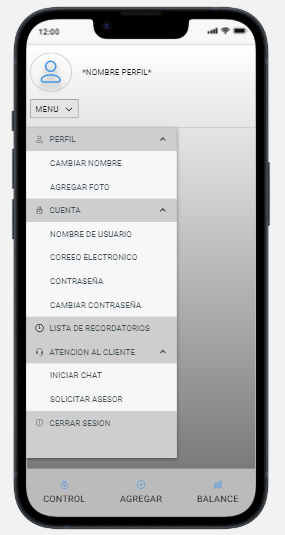 12:00
*NOMBRE PERFIL*
MENU
PERFIL
CAMBIAR NOMBRE
AGREGAR FOTO
CUENTA
NOMBRE DE USUARIO
COREEO ELECTRONICO
CONTRASEÑA
CAMBIAR CONTRASEÑA
LISTA DE RECORDATORIOS
ATENCION AL CLIENTE
INICIAR CHAT
SOLICITAR ASESOR
CERRAR SESION
CONTROL AGREGAR BALANCE